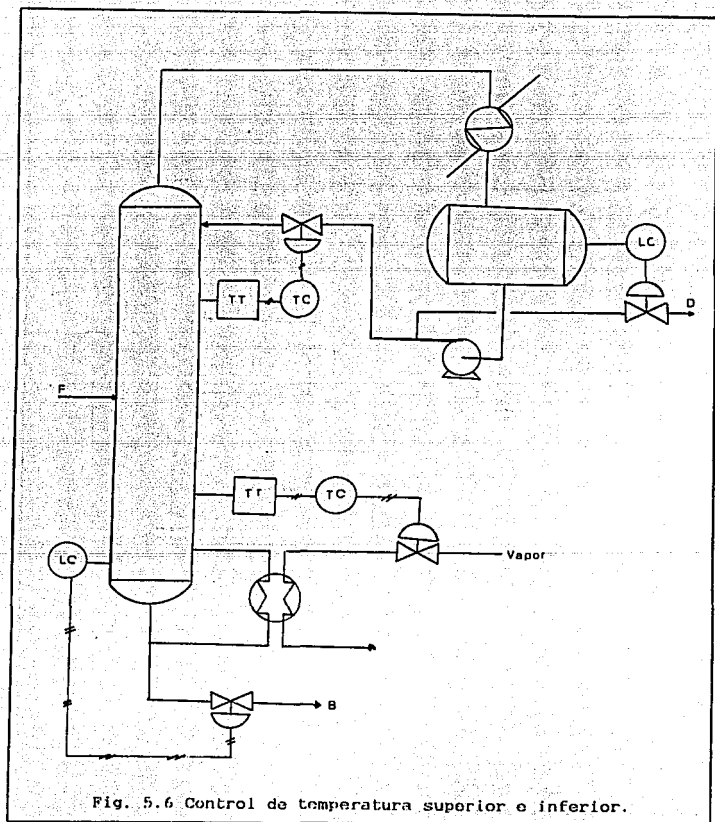 LC
D
TT
TC
F
TT
TC
Vapor
LC
B
Fig. 5.6 Control de temperatura superior e inferior.